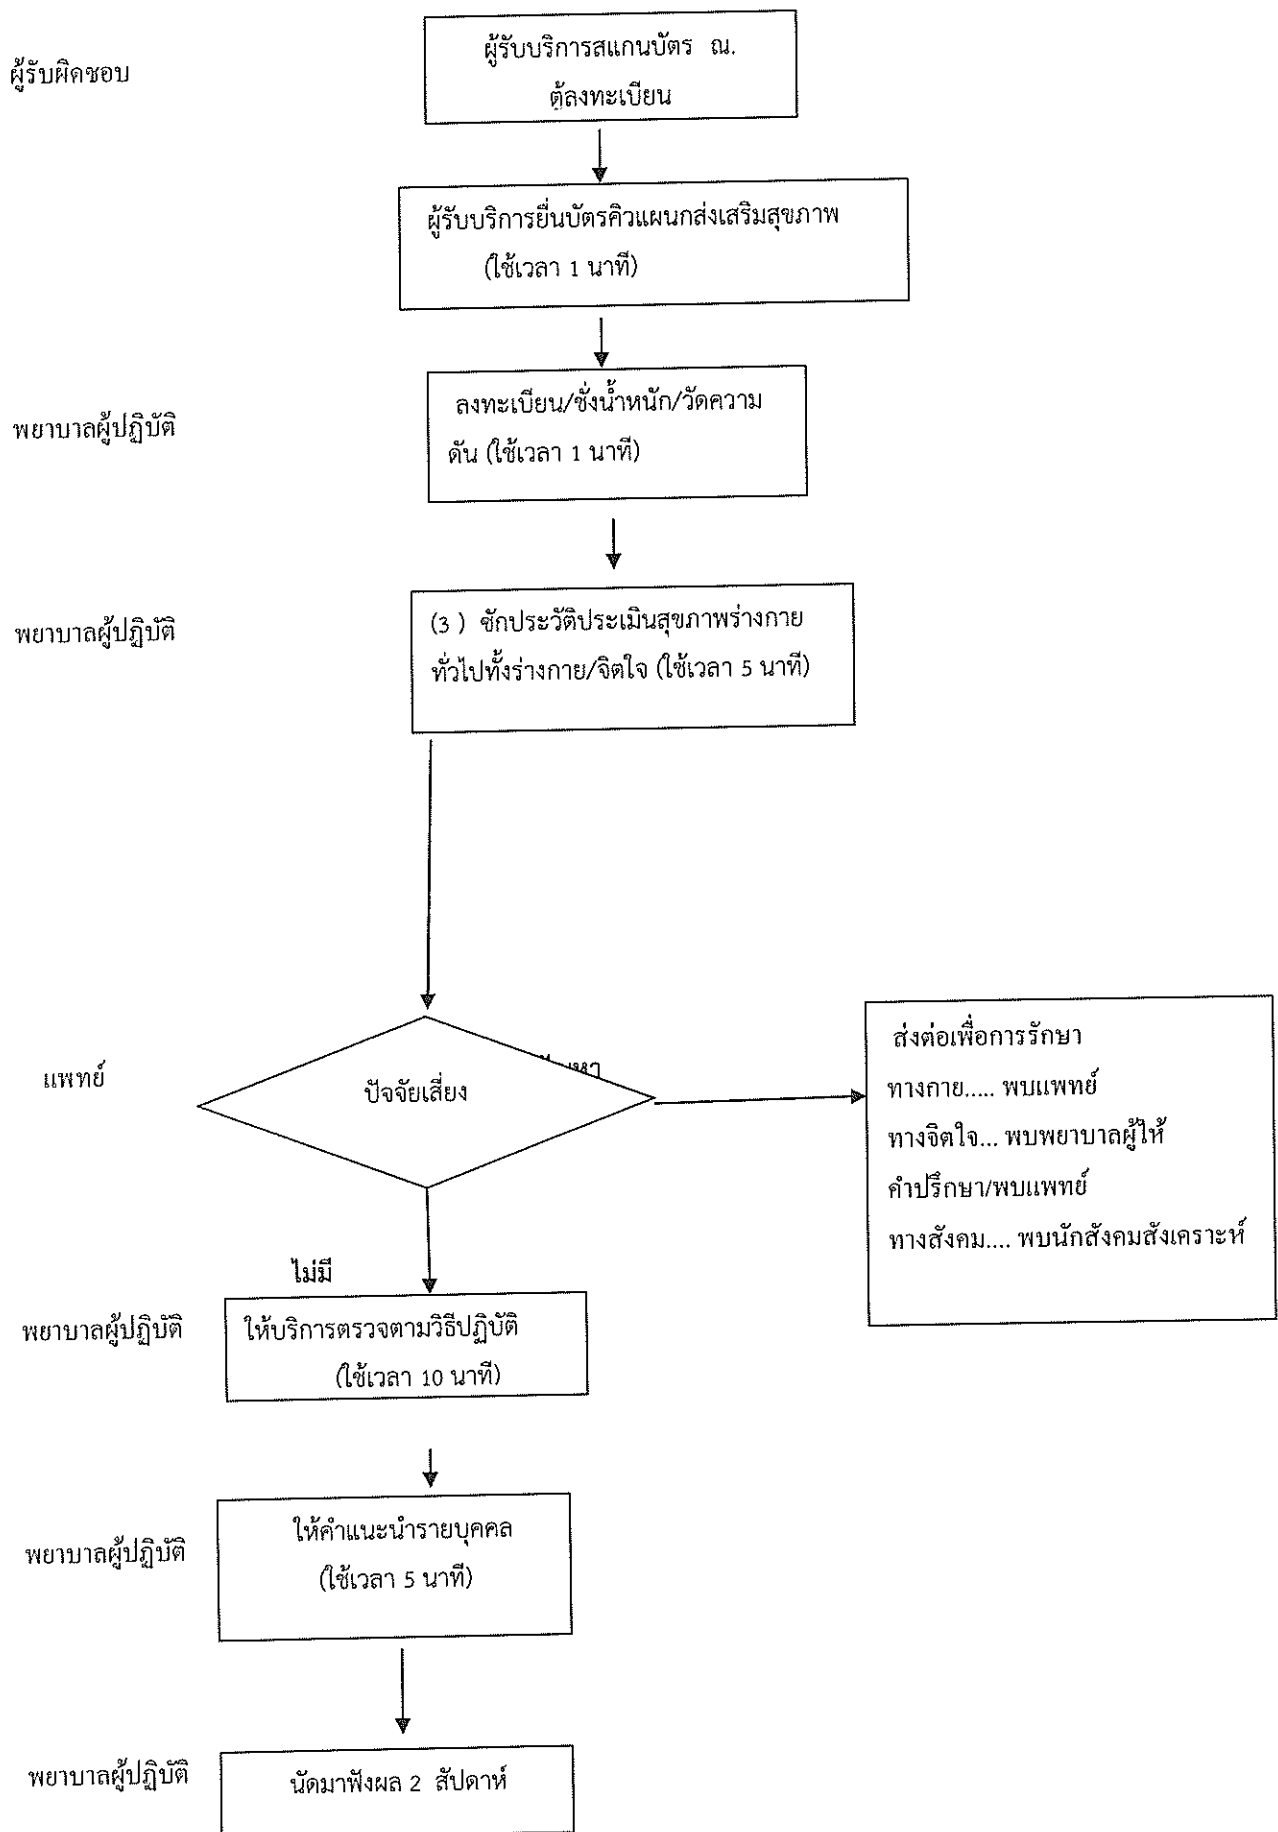 ผู้รับผิดชอบ
ผู้รับบริการสแกนบัตร ณ.
ตู้ลงทะเบียน
ผู้รับบริการยื่นบัตรคิวแผนกส่งเสริมสุขภาพ
(ใช้เวลา 1 นาที)
พยาบาลผู้ปฏิบัติ
ลงทะเบียน/ชั่งน้ำหนัก/วัดความ
ดัน (ใช้เวลา 1 นาที)
พยาบาลผู้ปฏิบัติ
(3 ) ซักประวัติประเมินสุขภาพร่างกาย
ทั่วไปทั้งร่างกาย/จิตใจ (ใช้เวลา 5 นาที)
แพทย์
ปัจจัยเสี่ยง
ส่งต่อเพื่อการรักษา
ทางกาย..... พบแพทย์
ทางจิตใจ... พบพยาบาลผู้ให้
คำปรึกษา/พบแพทย์
ทางสังคม.... พบนักสังคมสังเคราะห์
ไม่มี
พยาบาลผู้ปฏิบัติ
ให้บริการตรวจตามวิธีปฏิบัติ
(ใช้เวลา 10 นาที)
พยาบาลผู้ปฏิบัติ
ให้คำแนะนำรายบุคคล
(ใช้เวลา 5 นาที)
พยาบาลผู้ปฏิบัติ
นัดมาฟังผล 2 สัปดาห์